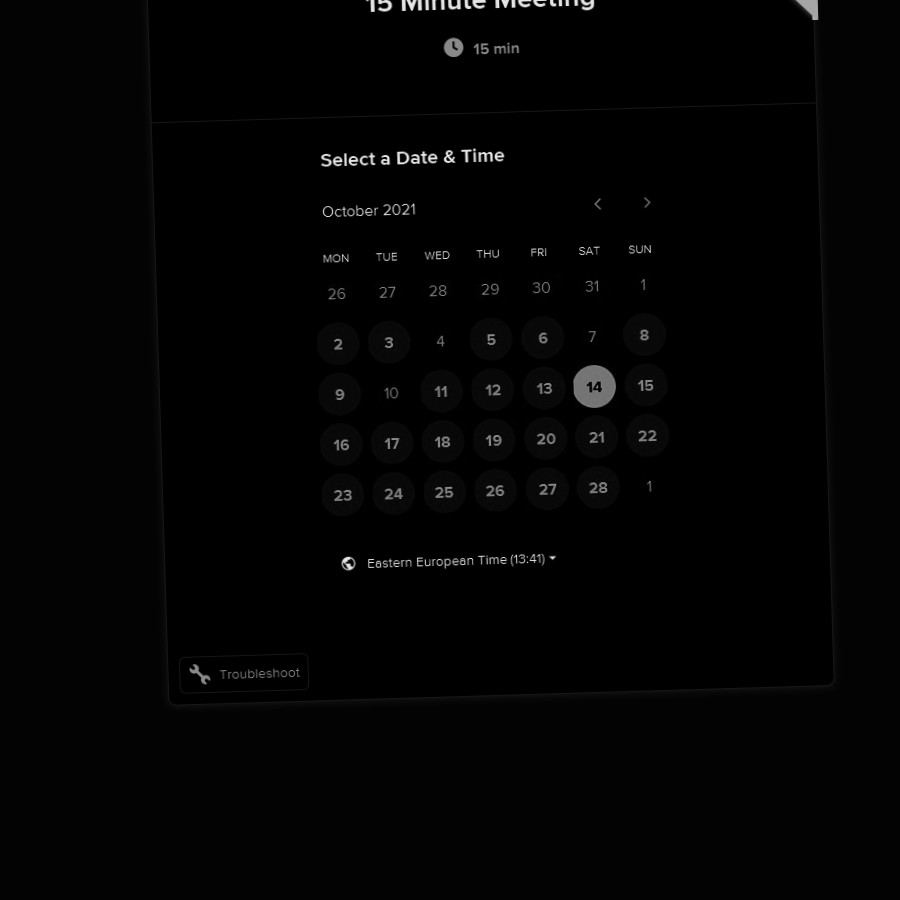 15 Minute Meeting
15 min
Select a Date & Time
October 2021
MON TUE WED THU FRI SAT SUN
26 27 28 29 30 31 1
2 3 4 5 6 7 8
9 10 11 12 13 14 15
16 17 18 19 20 21 22
23 24 25 26 27 28 1
Eastern European Time (13:41)
Troubleshoot